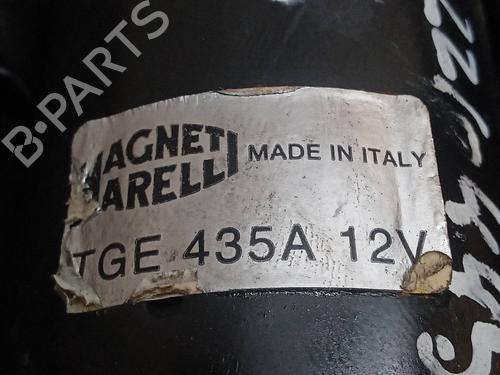 B-PARTS
MAGNETI MADE IN ITALY
MARELLI
TGE 435A 12V